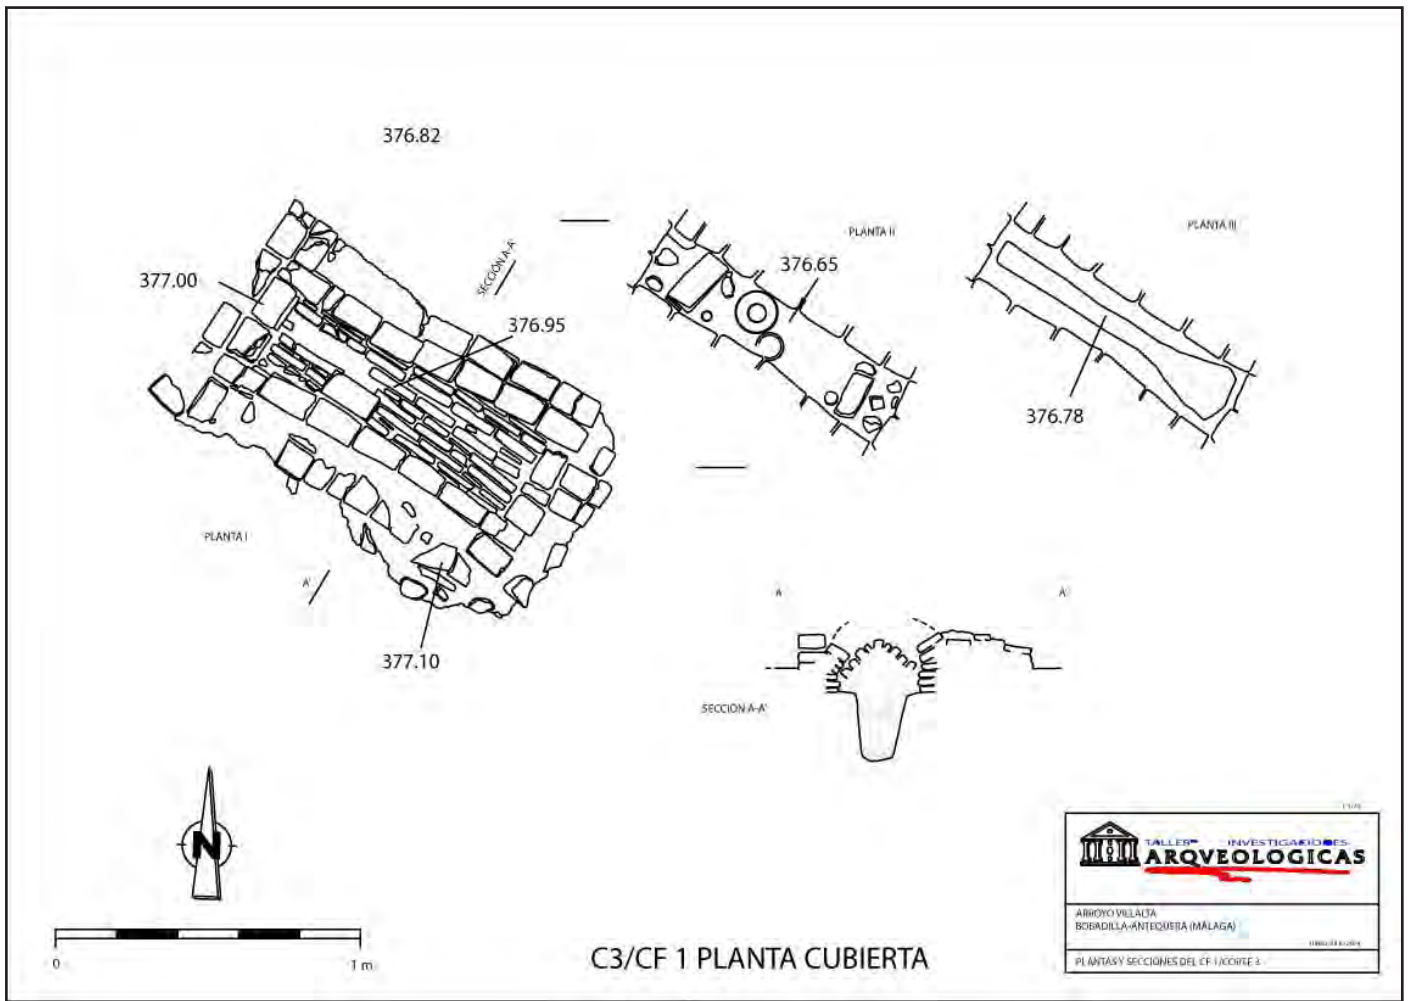 376.82
377.00
SECCIÓN A-A'
376.95
PLANTA II
376.65
PLANTA III
376.78
PLANTA I
A'
377.10
A
A'
SECCIÓN A-A'
N
0
1 m
C3/CF 1 PLANTA CUBIERTA
TALLER INVESTIGACIONES
ARQVEOLOGICAS
ARROYO VILLALTA
BOBADILLA-ANTEQUERA (MÁLAGA)
PLANTAS Y SECCIONES DEL CF 1/CORTE 3